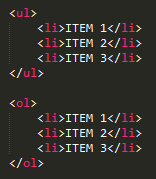 <ul>
    <li>ITEM 1</li>
    <li>ITEM 2</li>
    <li>ITEM 3</li>
</ul>

<ol>
    <li>ITEM 1</li>
    <li>ITEM 2</li>
    <li>ITEM 3</li>
</ol>